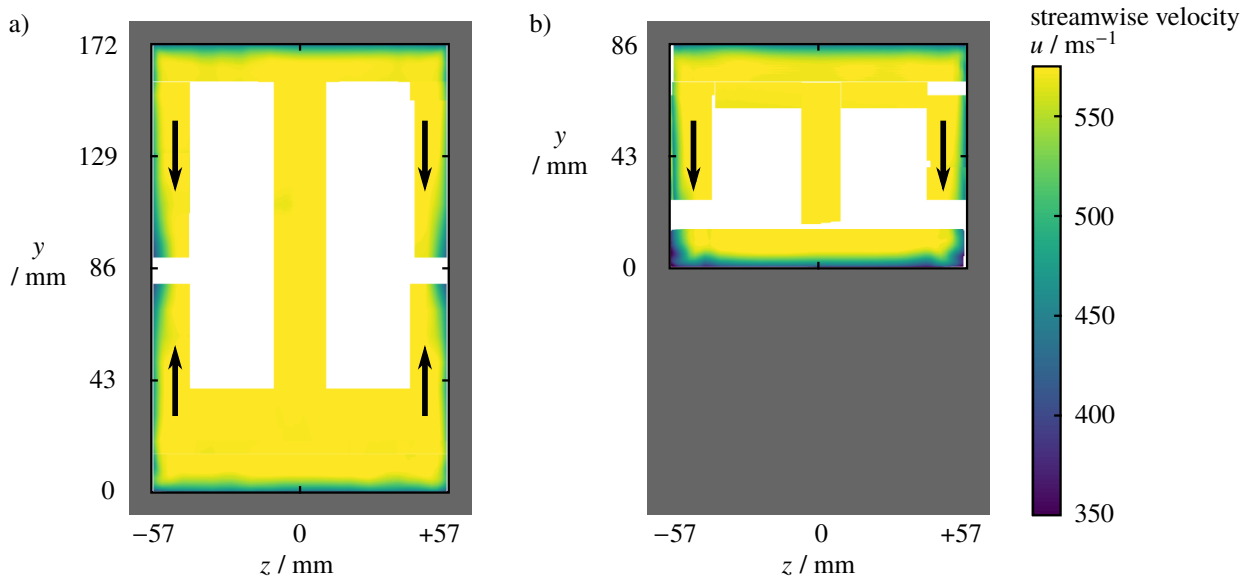 a)
172
129
y
/ mm
86
43
0
−57
0
+57
z / mm
b)
86
y
/ mm
43
0
−57
0
+57
z / mm
streamwise velocity
u / ms⁻¹
550
500
450
400
350